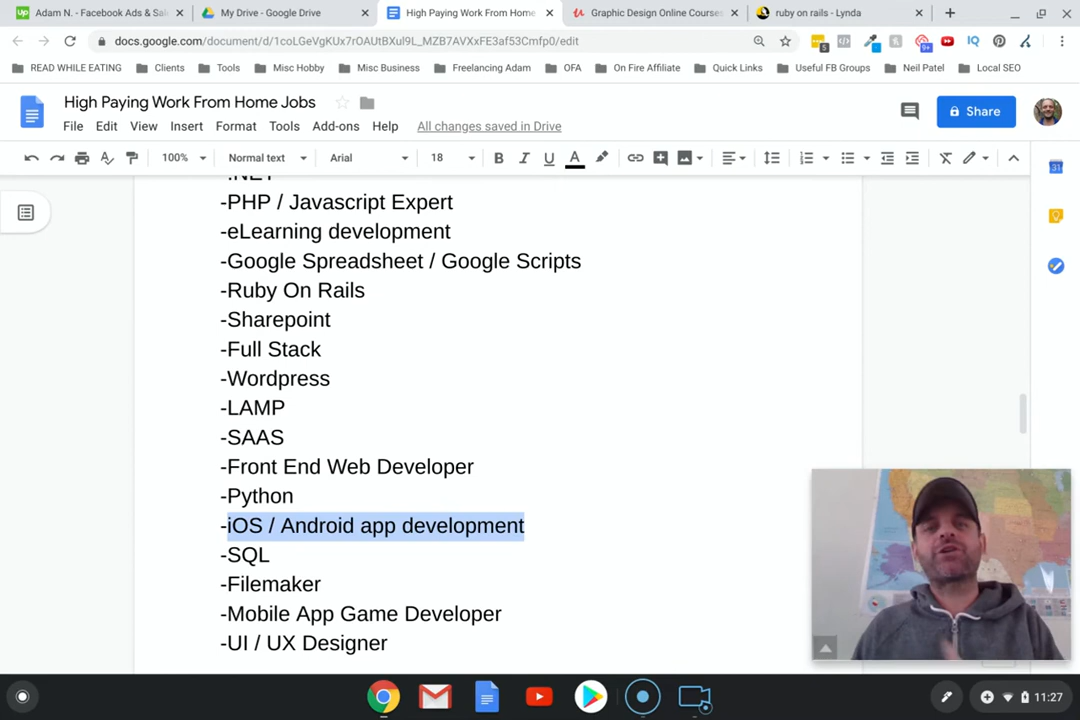 Adam N. - Facebook Ads & Sal
My Drive - Google Drive
High Paying Work From Home
Graphic Design Online Courses
ruby on rails - Lynda
docs.google.com/document/d/1coLGeVgKUx7rOAUtBXul9L_MZB7AVXxFE3af53Cmfp0/edit
READ WHILE EATING
Clients
Tools
Misc Hobby
Misc Business
Freelancing Adam
OFA
On Fire Affiliate
Quick Links
Useful FB Groups
Neil Patel
Local SEO
High Paying Work From Home Jobs
Share
File Edit View Insert Format Tools Add-ons Help All changes saved in Drive
100% Normal text Arial 18 B I U A
.NET
-PHP / Javascript Expert
-eLearning development
-Google Spreadsheet / Google Scripts
-Ruby On Rails
-Sharepoint
-Full Stack
-Wordpress
-LAMP
-SAAS
-Front End Web Developer
-Python
-iOS / Android app development
-SQL
-Filemaker
-Mobile App Game Developer
-UI / UX Designer
11:27